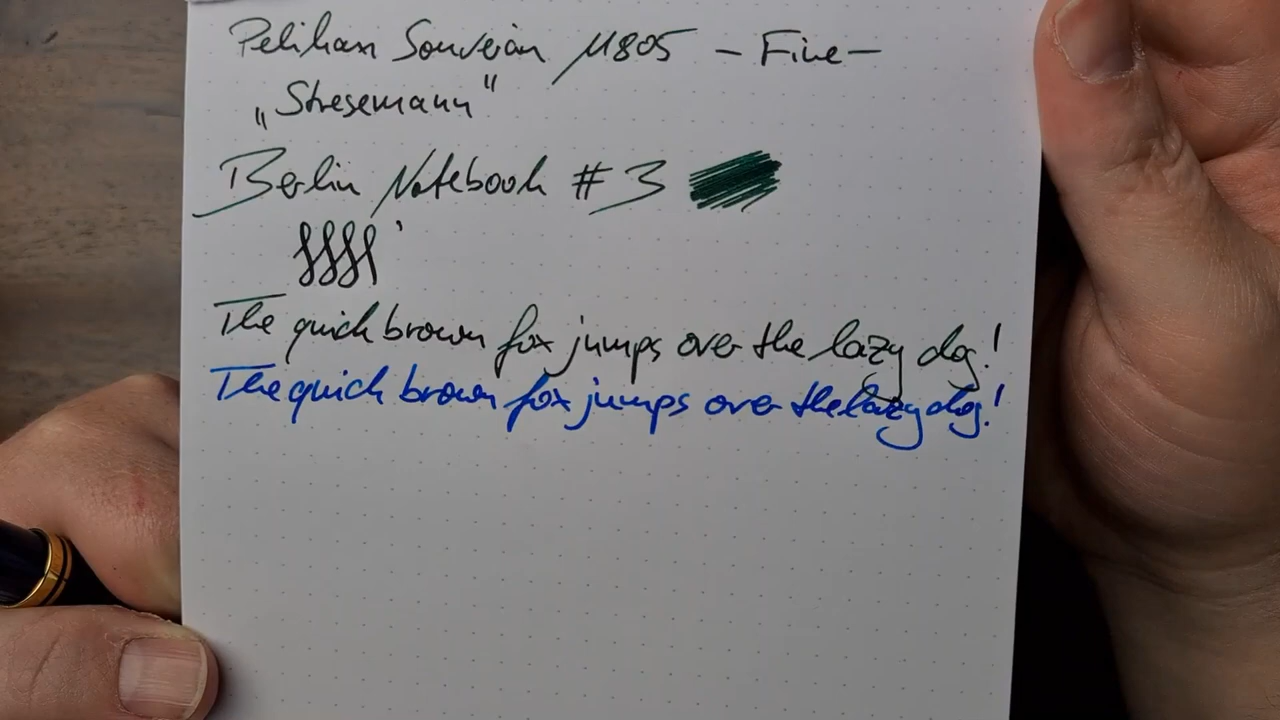 Pelikan Souverän M805 – Fine –
„Stresemann"
Berlin Notebook #3
The quick brown fox jumps over the lazy dog!
The quick brown fox jumps over the lazy dog!